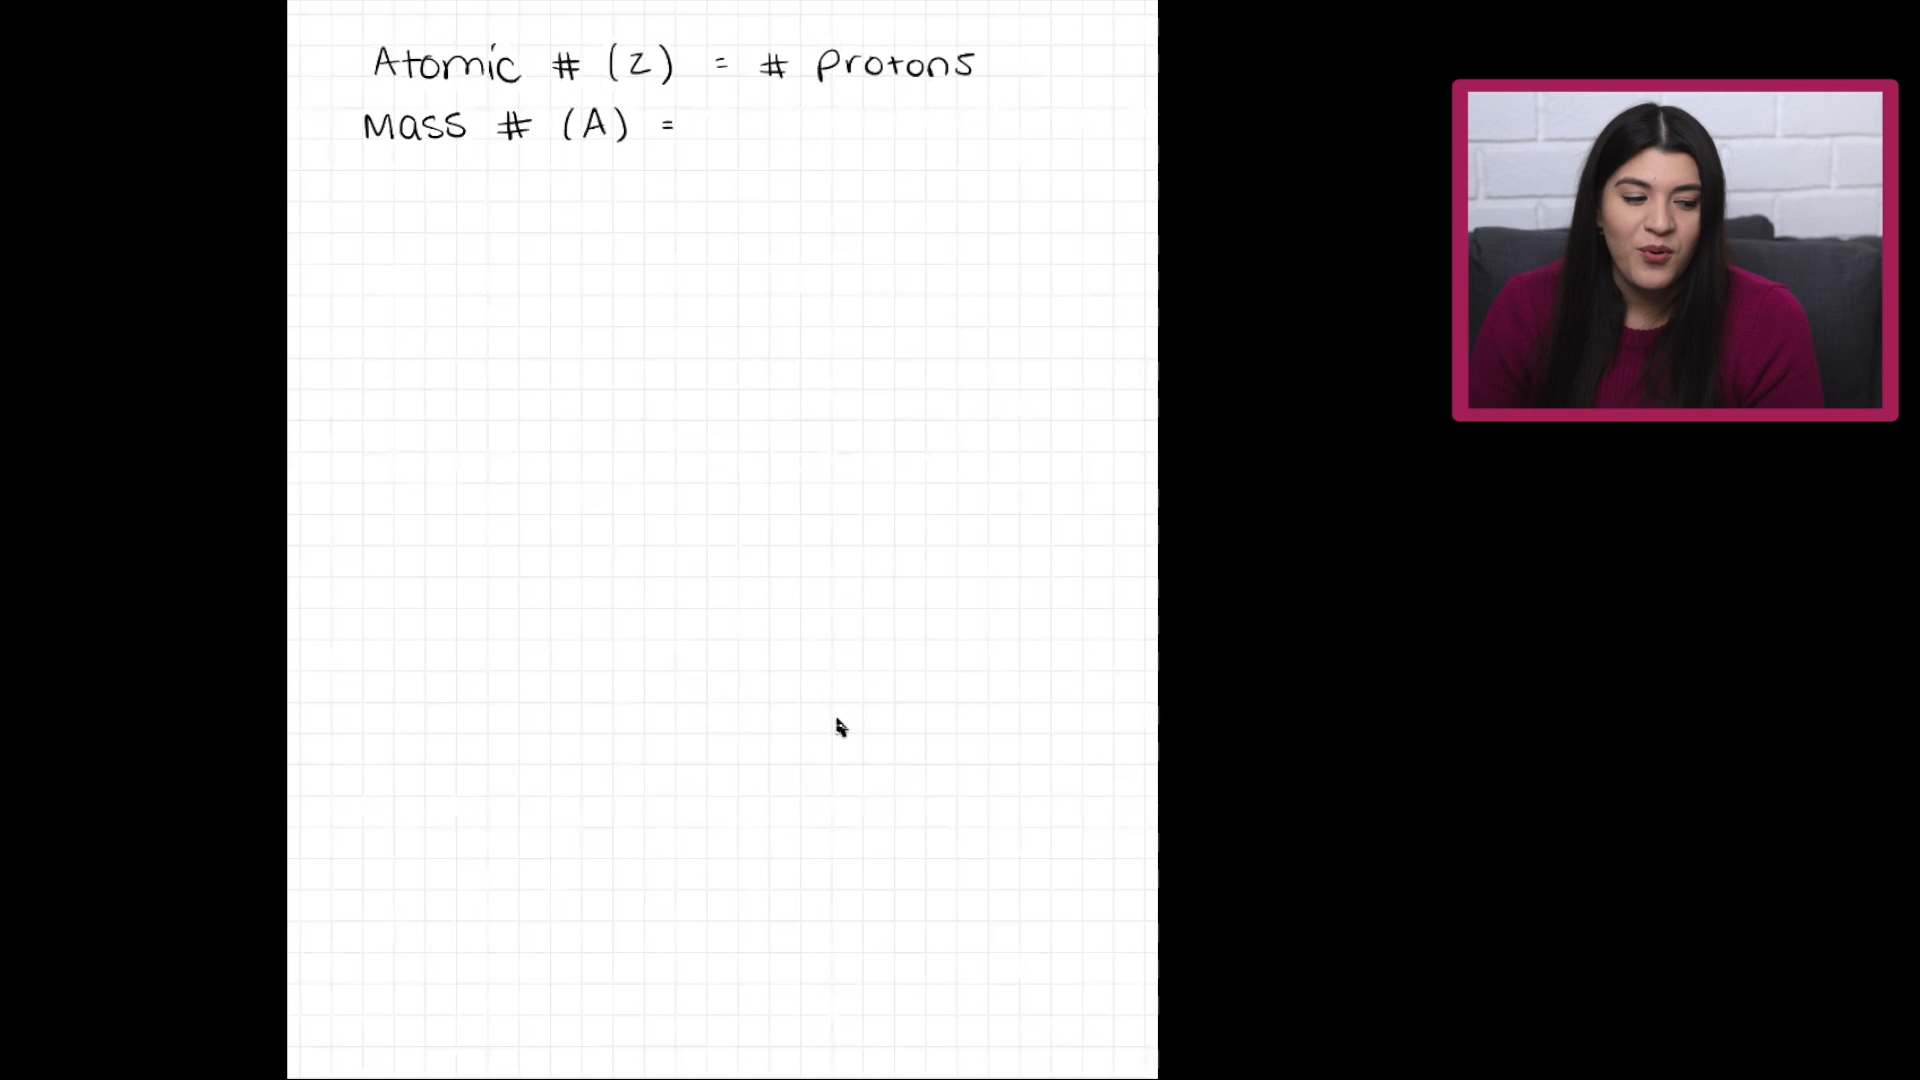 Atomic # (Z) = # Protons
Mass # (A) =